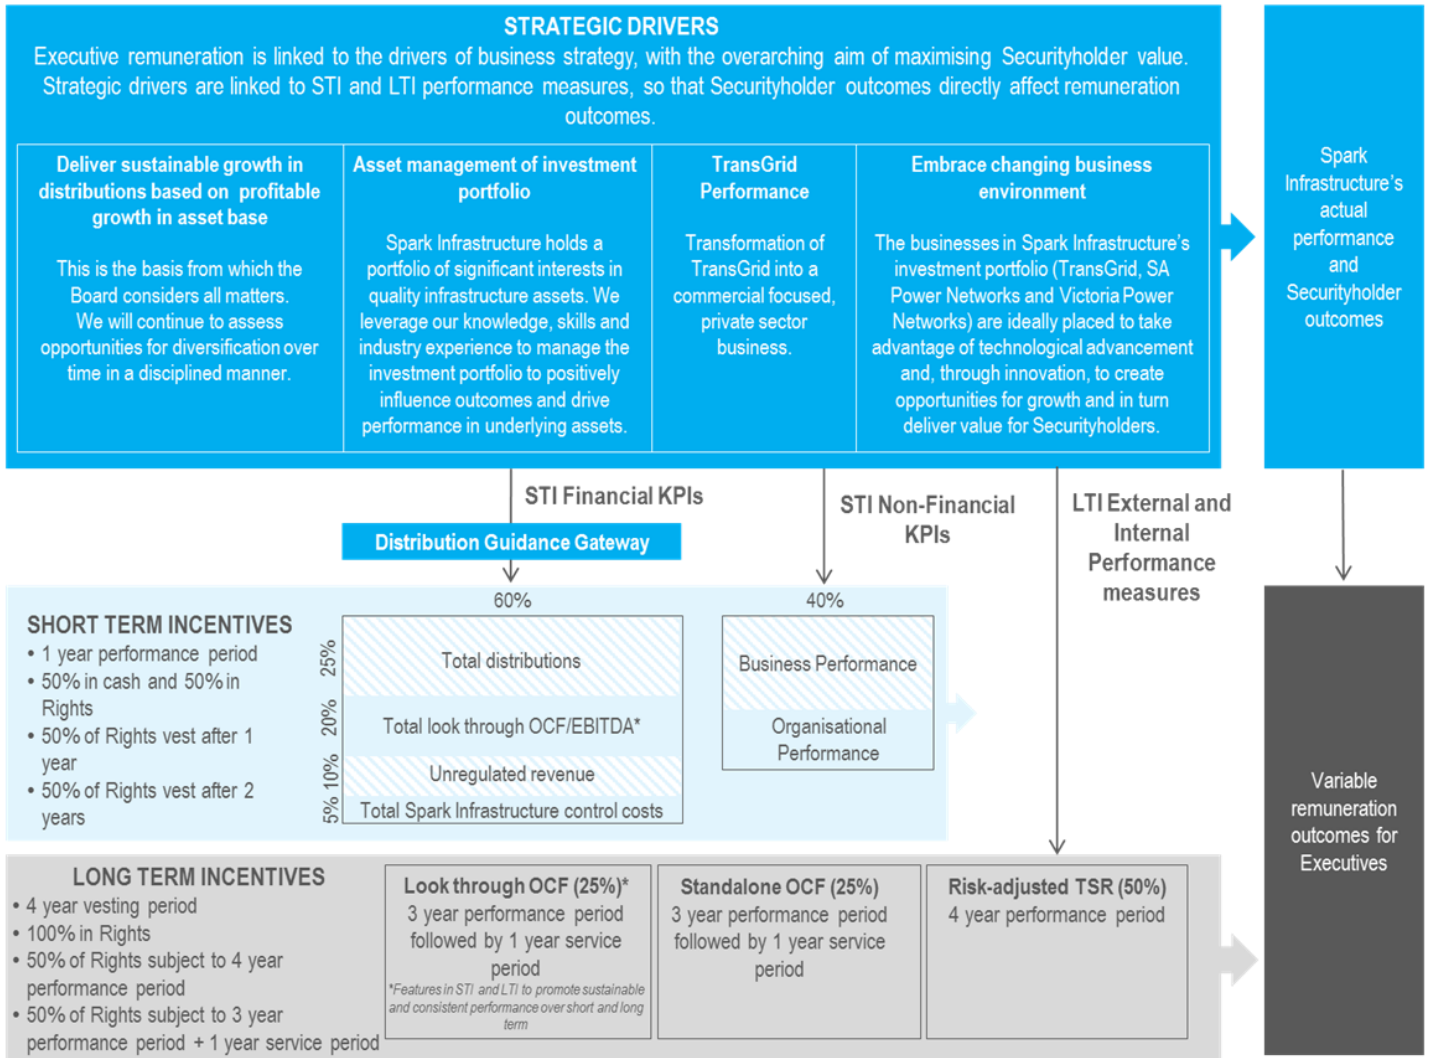 STRATEGIC DRIVERS
Executive remuneration is linked to the drivers of business strategy, with the overarching aim of maximising Securityholder value.
Strategic drivers are linked to STI and LTI performance measures, so that Securityholder outcomes directly affect remuneration
outcomes.
Deliver sustainable growth in
distributions based on profitable
growth in asset base
This is the basis from which the
Board considers all matters.
We will continue to assess
opportunities for diversification over
time in a disciplined manner.
Asset management of investment
portfolio
Spark Infrastructure holds a
portfolio of significant interests in
quality infrastructure assets. We
leverage our knowledge, skills and
industry experience to manage the
investment portfolio to positively
influence outcomes and drive
performance in underlying assets.
TransGrid
Performance
Transformation of
TransGrid into a
commercial focused,
private sector
business.
Embrace changing business
environment
The businesses in Spark Infrastructure's
investment portfolio (TransGrid, SA
Power Networks and Victoria Power
Networks) are ideally placed to take
advantage of technological advancement
and, through innovation, to create
opportunities for growth and in turn
deliver value for Securityholders.
Spark
Infrastructure's
actual
performance
and
Securityholder
outcomes
STI Financial KPIs
Distribution Guidance Gateway
STI Non-Financial
KPIs
LTI External and
Internal
Performance
measures
SHORT TERM INCENTIVES
• 1 year performance period
• 50% in cash and 50% in
Rights
• 50% of Rights vest after 1
year
• 50% of Rights vest after 2
years
60%
25%
Total distributions
20%
Total look through OCF/EBITDA*
10%
Unregulated revenue
5%
Total Spark Infrastructure control costs
40%
Business Performance
Organisational
Performance
Variable
remuneration
outcomes for
Executives
LONG TERM INCENTIVES
• 4 year vesting period
• 100% in Rights
• 50% of Rights subject to 4 year
performance period
• 50% of Rights subject to 3 year
performance period + 1 year service period
Look through OCF (25%)*
3 year performance period
followed by 1 year service
period
*Features in STI and LTI to promote sustainable
and consistent performance over short and long
term
Standalone OCF (25%)
3 year performance period
followed by 1 year service
period
Risk-adjusted TSR (50%)
4 year performance period